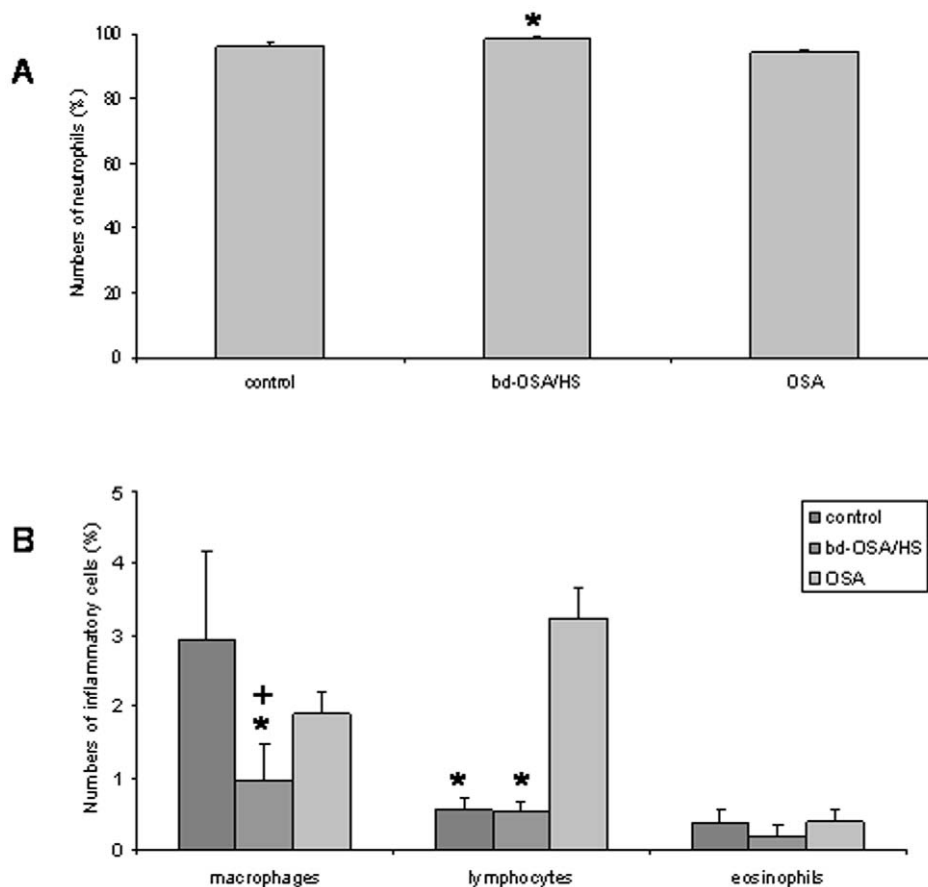 A
Numbers of neutrophils (%)
100
80
60
40
20
0
*
control bd-OSA/HS OSA
B
Numbers of inflammatory cells (%)
5
4
3
2
1
0
+
*
* *
control
bd-OSA/HS
OSA
macrophages lymphocytes eosinophils